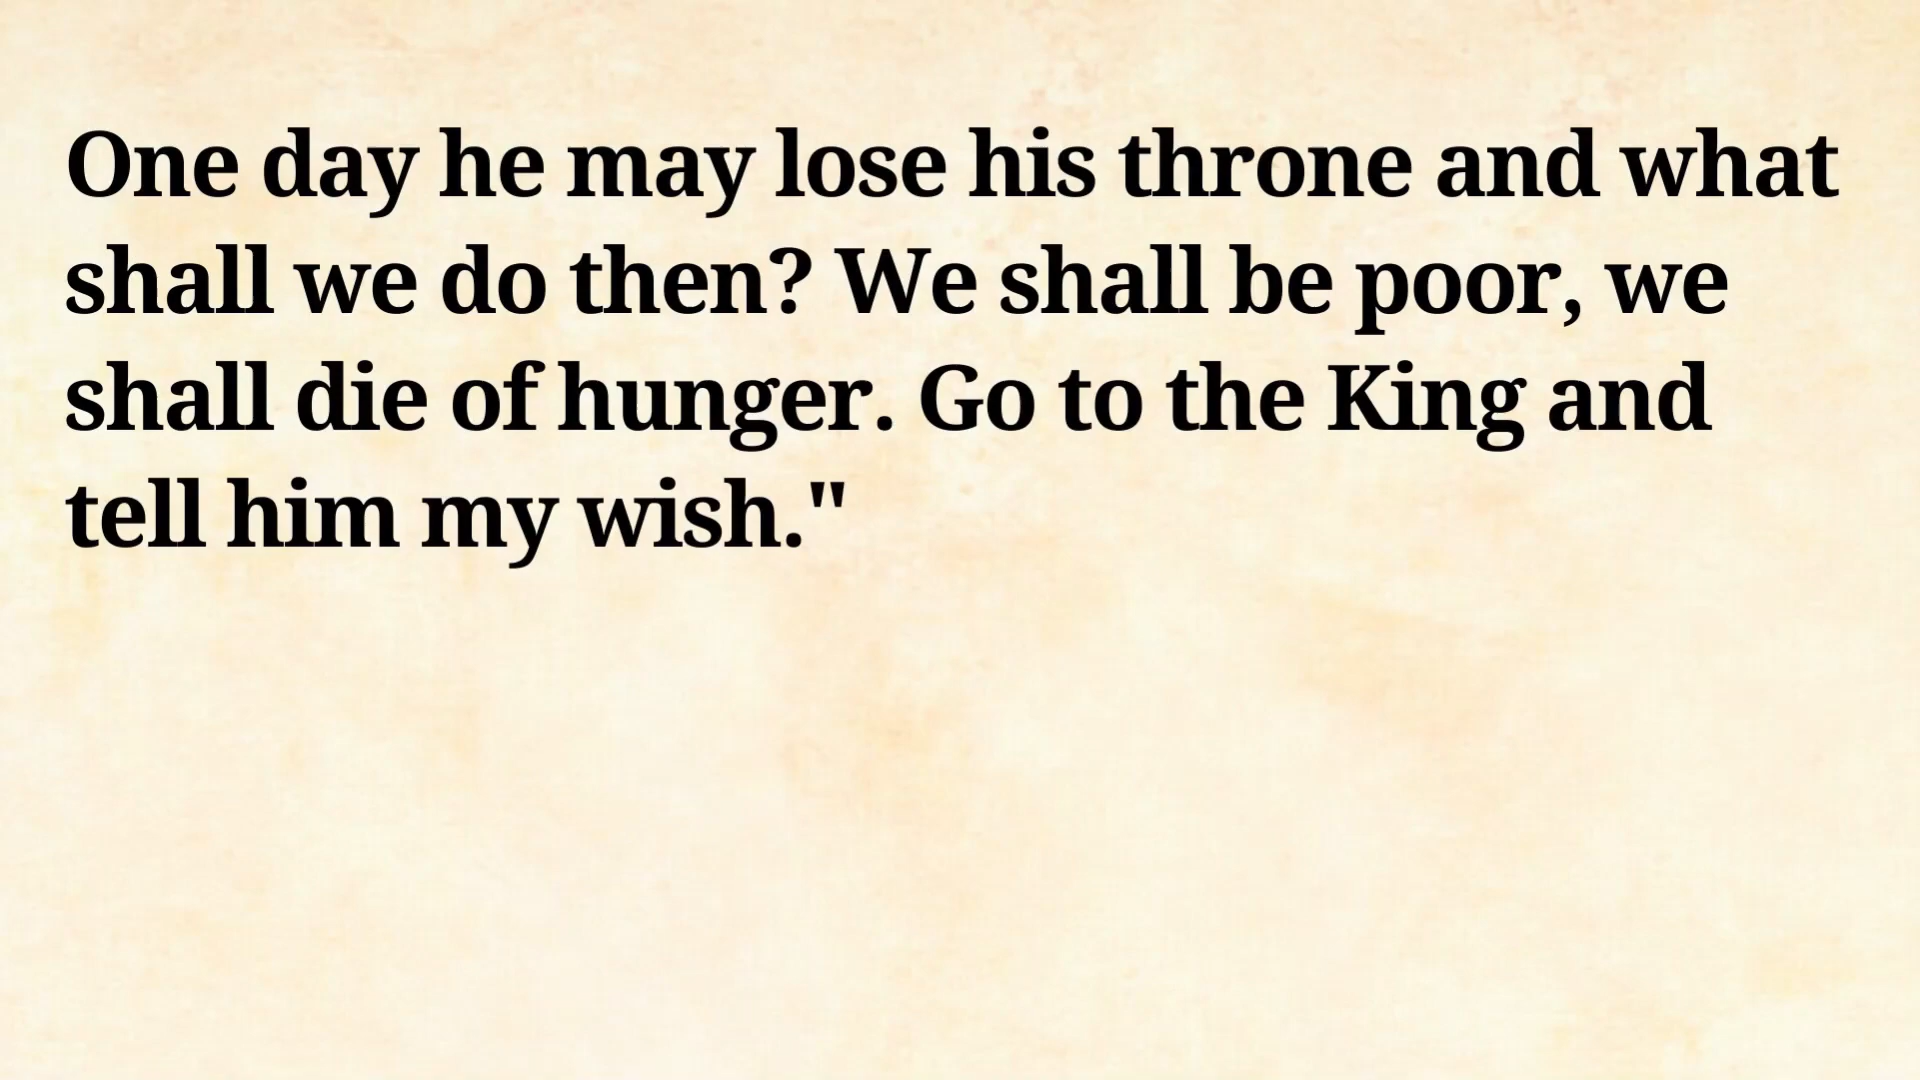 One day he may lose his throne and what
shall we do then? We shall be poor, we
shall die of hunger. Go to the King and
tell him my wish."